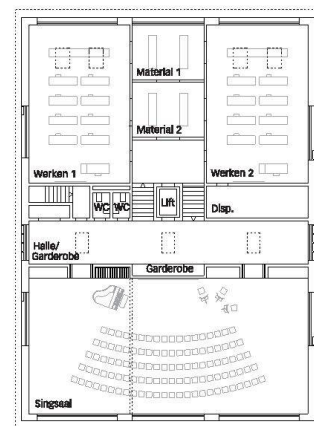 Material 1
Material 2
Werken 1
Werken 2
WC
WC
Lift
Disp.
Halle/
Garderobe
Garderobe
Singsaal